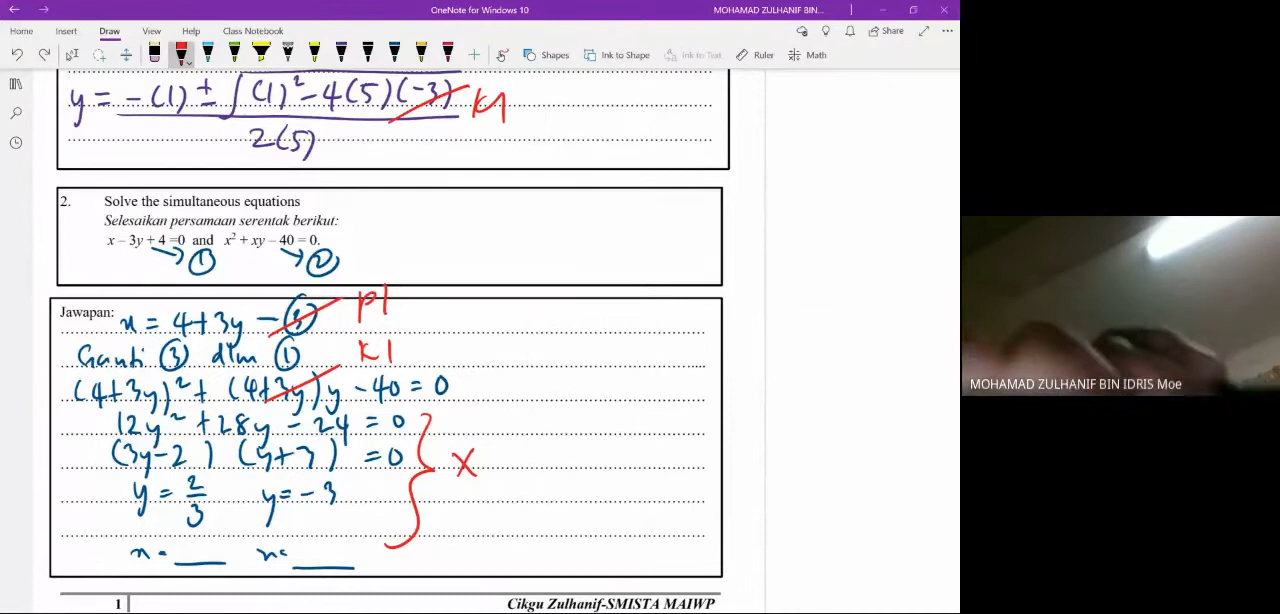 OneNote for Windows 10
MOHAMAD ZULHANIF BIN...
Home Insert Draw View Help Class Notebook
Share
Shapes Ink to Shape Ink to Text Ruler Math
y = -(1) ± √(1)² - 4(5)(-3) K1
2(5)
2. Solve the simultaneous equations
Selesaikan persamaan serentak berikut:
x – 3y + 4 =0 and x² + xy – 40 = 0.
→ ① → ②
Jawapan: x = 4+3y - ③ P1
Ganti ③ dlm ① K1
(4+3y)² + (4+3y)y - 40 = 0
12y² + 28y - 24 = 0
(3y-2) (y+3) = 0 X
y = 2/3 y = -3
x = ___ x= ___
1 Cikgu Zulhanif-SMISTA MAIWP
MOHAMAD ZULHANIF BIN IDRIS Moe